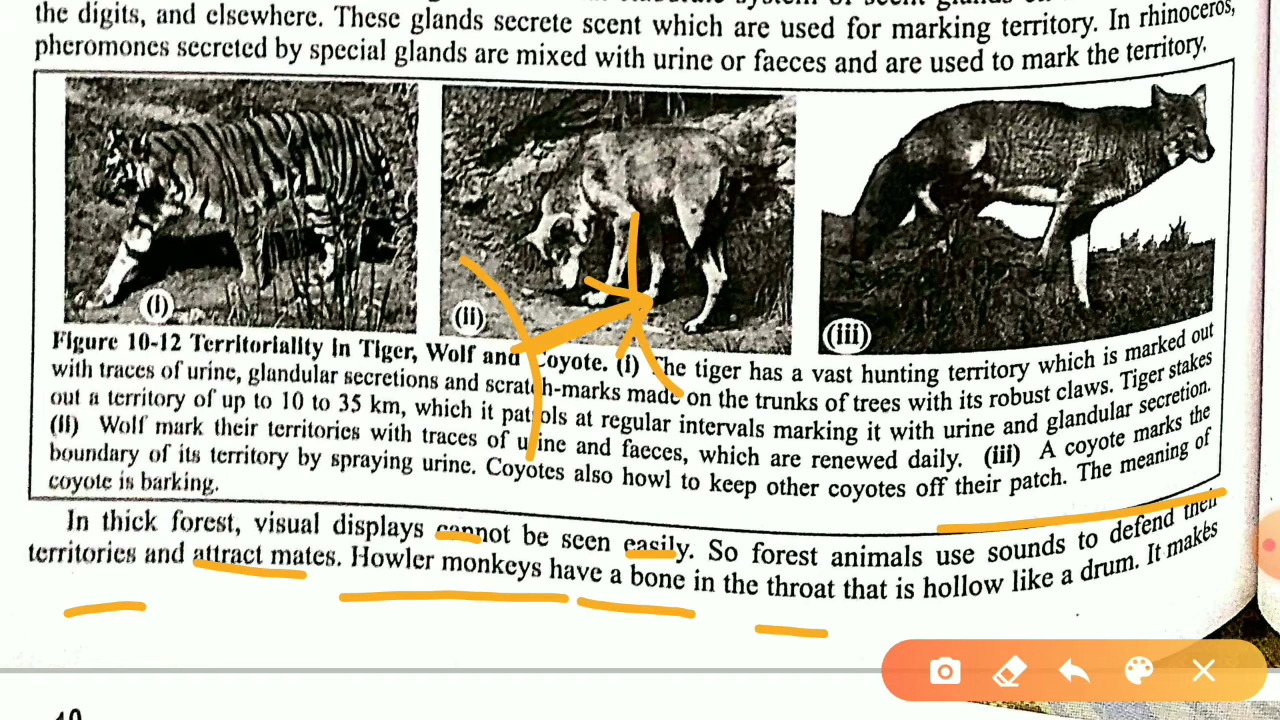 the digits, and elsewhere. These glands secrete scent which are used for marking territory. In rhinoceros,
pheromones secreted by special glands are mixed with urine or faeces and are used to mark the territory.
(i)
(ii)
(iii)
Figure 10-12 Territoriality in Tiger, Wolf and Coyote. (i) The tiger has a vast hunting territory which is marked out
with traces of urine, glandular secretions and scratch-marks made on the trunks of trees with its robust claws. Tiger stakes
out a territory of up to 10 to 35 km, which it patrols at regular intervals marking it with urine and glandular secretion.
(ii) Wolf mark their territories with traces of urine and faeces, which are renewed daily. (iii) A coyote marks the
boundary of its territory by spraying urine. Coyotes also howl to keep other coyotes off their patch. The meaning of
coyote is barking.
In thick forest, visual displays cannot be seen easily. So forest animals use sounds to defend their
territories and attract mates. Howler monkeys have a bone in the throat that is hollow like a drum. It makes